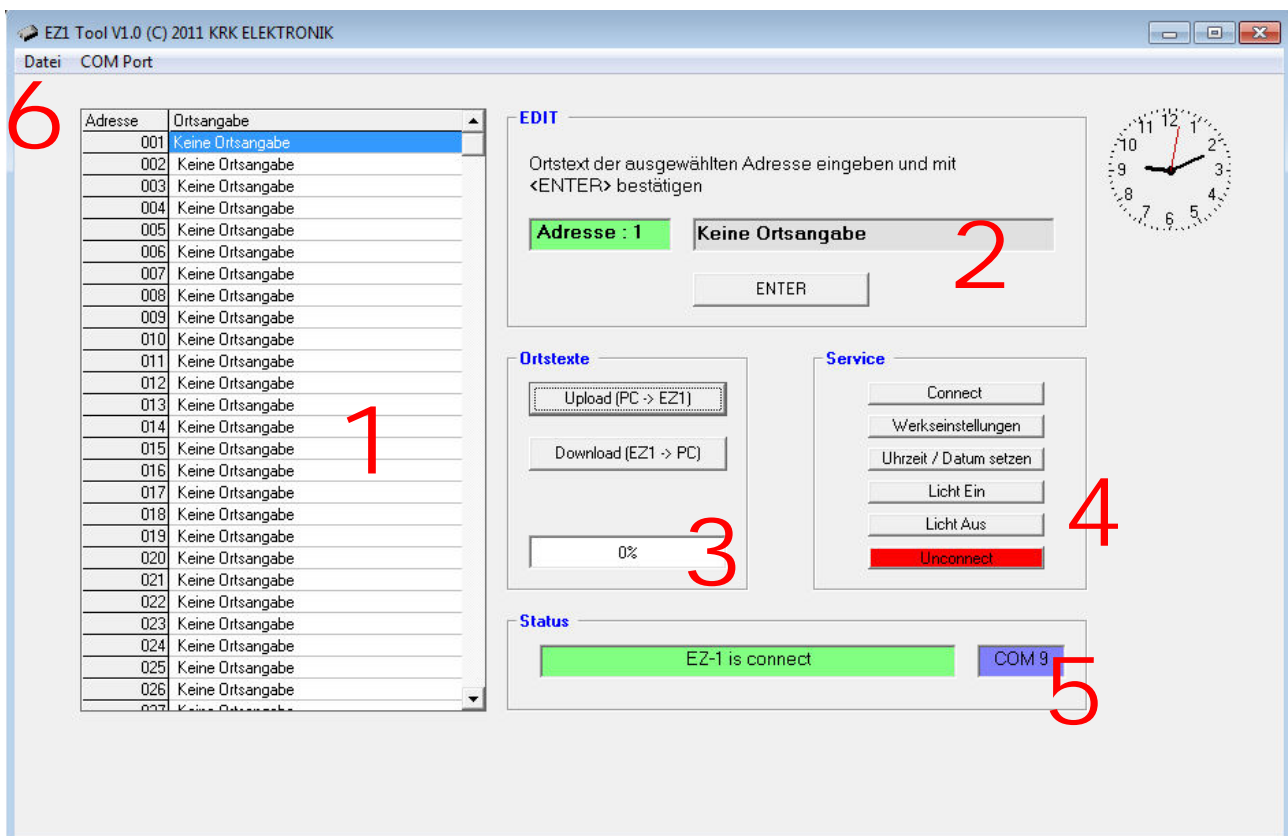 EZ1 Tool V1.0 (C) 2011 KRK ELEKTRONIK
Datei COM Port
6
Adresse Ortsangabe
001 Keine Ortsangabe
002 Keine Ortsangabe
003 Keine Ortsangabe
004 Keine Ortsangabe
005 Keine Ortsangabe
006 Keine Ortsangabe
007 Keine Ortsangabe
008 Keine Ortsangabe
009 Keine Ortsangabe
010 Keine Ortsangabe
011 Keine Ortsangabe
012 Keine Ortsangabe
013 Keine Ortsangabe
014 Keine Ortsangabe
015 Keine Ortsangabe
016 Keine Ortsangabe
017 Keine Ortsangabe
018 Keine Ortsangabe
019 Keine Ortsangabe
020 Keine Ortsangabe
021 Keine Ortsangabe
022 Keine Ortsangabe
023 Keine Ortsangabe
024 Keine Ortsangabe
025 Keine Ortsangabe
026 Keine Ortsangabe
027 Keine Ortsangabe
1
EDIT
Ortstext der ausgewählten Adresse eingeben und mit
<ENTER> bestätigen
Adresse : 1 Keine Ortsangabe
2
ENTER
Ortstexte
Upload (PC -> EZ1)
Download (EZ1 -> PC)
0%
3
Service
Connect
Werkseinstellungen
Uhrzeit / Datum setzen
Licht Ein
Licht Aus
Unconnect
4
Status
EZ-1 is connect COM 9
5
12 1 2 3 4 5 6 7 8 9 10 11